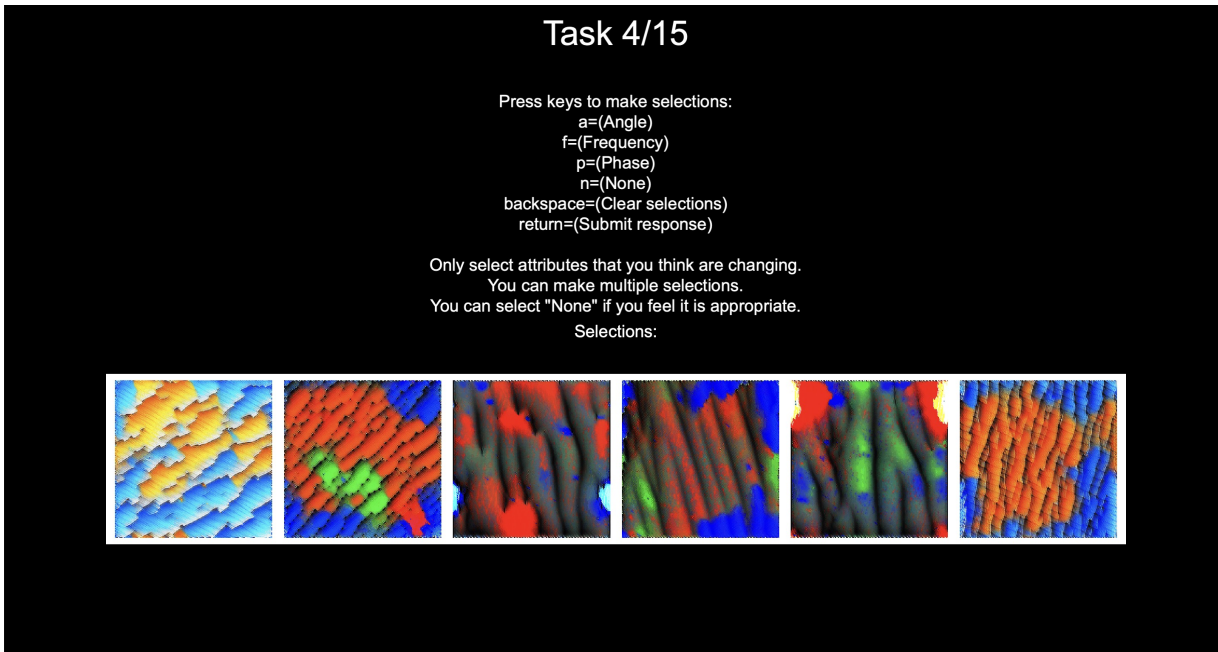 Task 4/15
Press keys to make selections:
a=(Angle)
f=(Frequency)
p=(Phase)
n=(None)
backspace=(Clear selections)
return=(Submit response)
Only select attributes that you think are changing.
You can make multiple selections.
You can select "None" if you feel it is appropriate.
Selections: